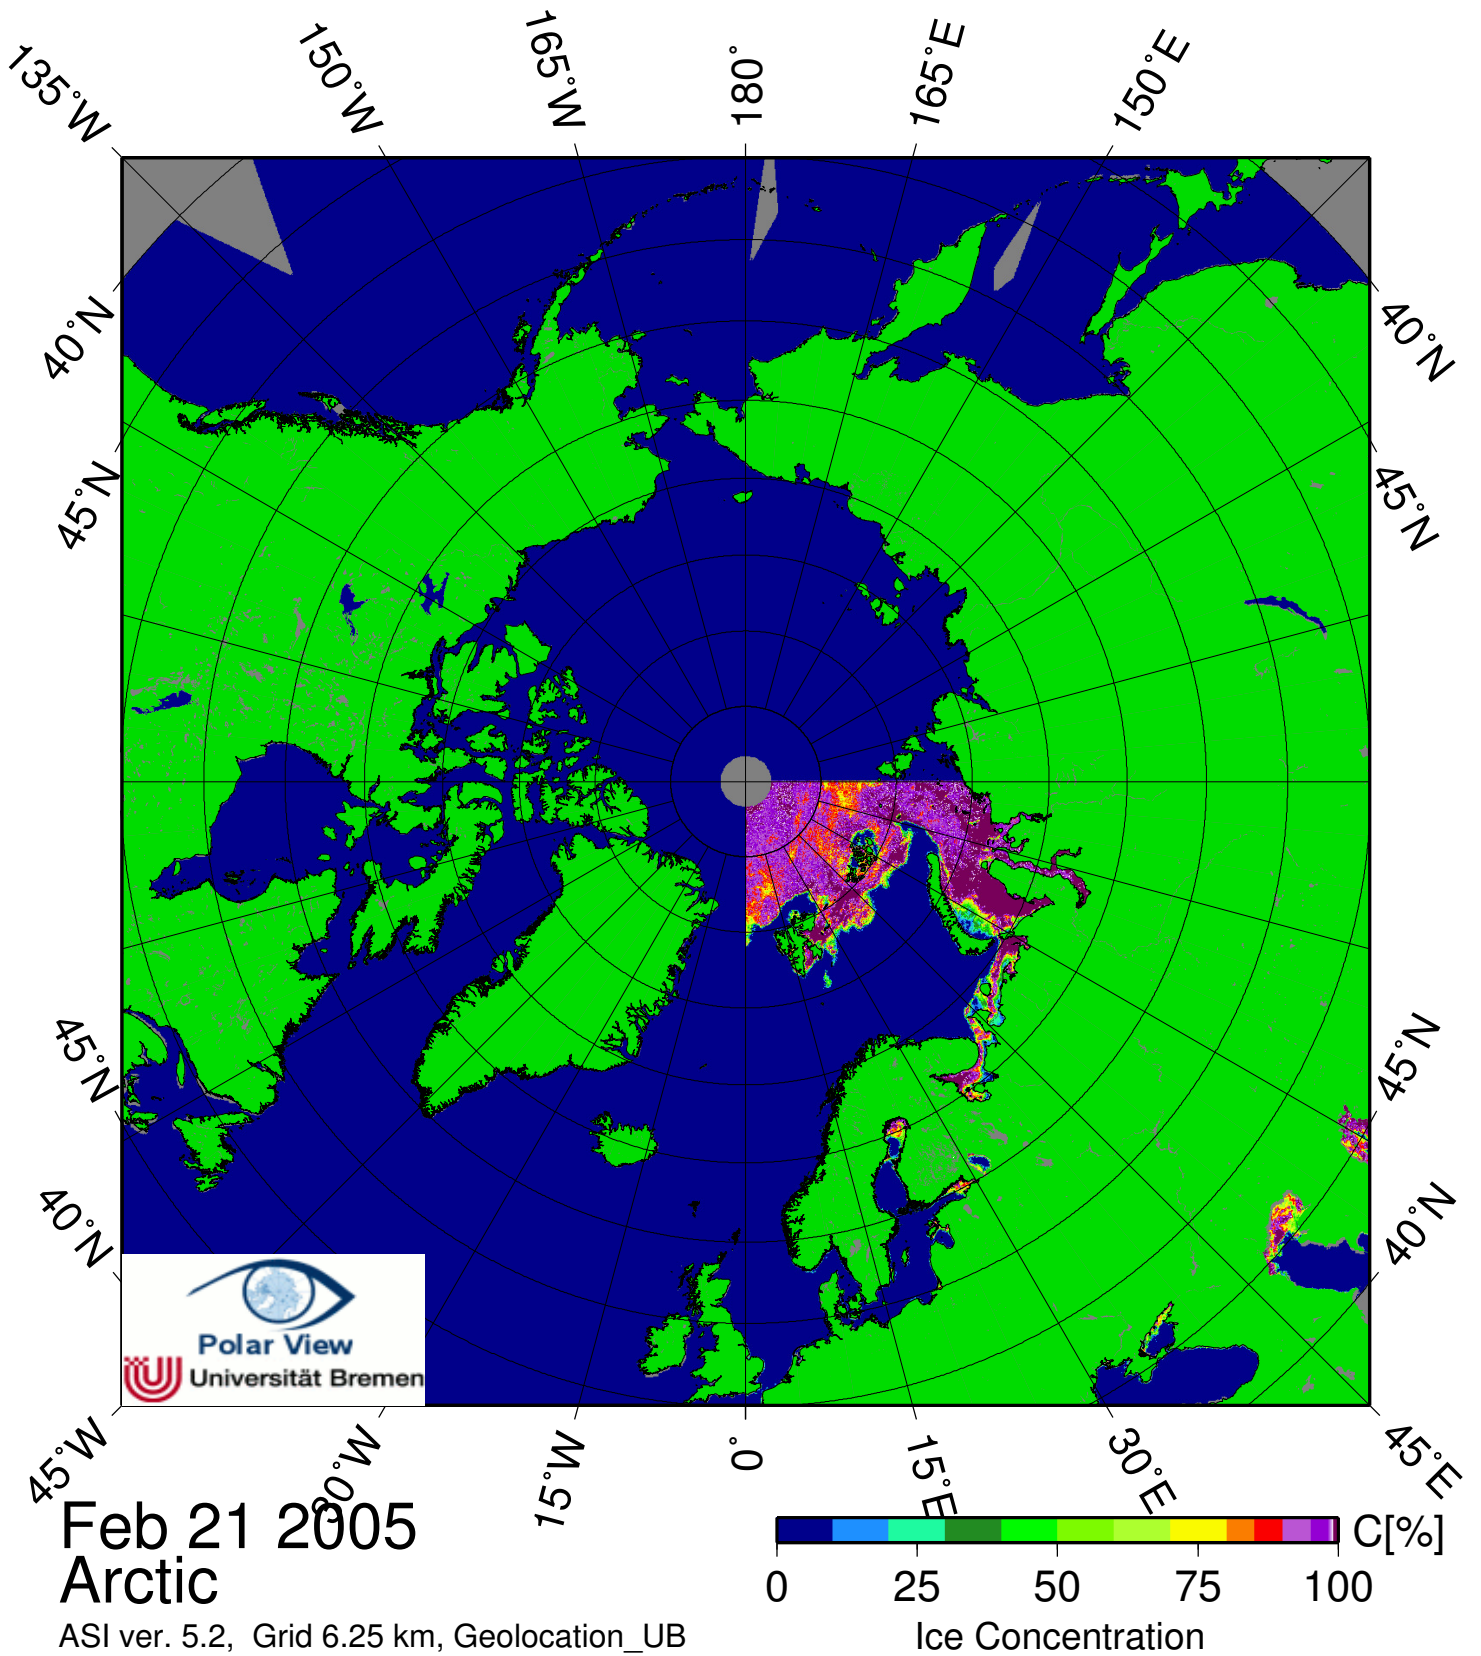 135°W
150°W
165°W
180°
165°E
150°E
40°N
40°N
45°N
45°N
45°N
45°N
40°N
40°N
Polar View
Universität Bremen
45°W
30°W
15°W
0°
15°E
30°E
45°E
Feb 21 2005
Arctic
ASI ver. 5.2, Grid 6.25 km, Geolocation_UB
C[%]
0 25 50 75 100
Ice Concentration